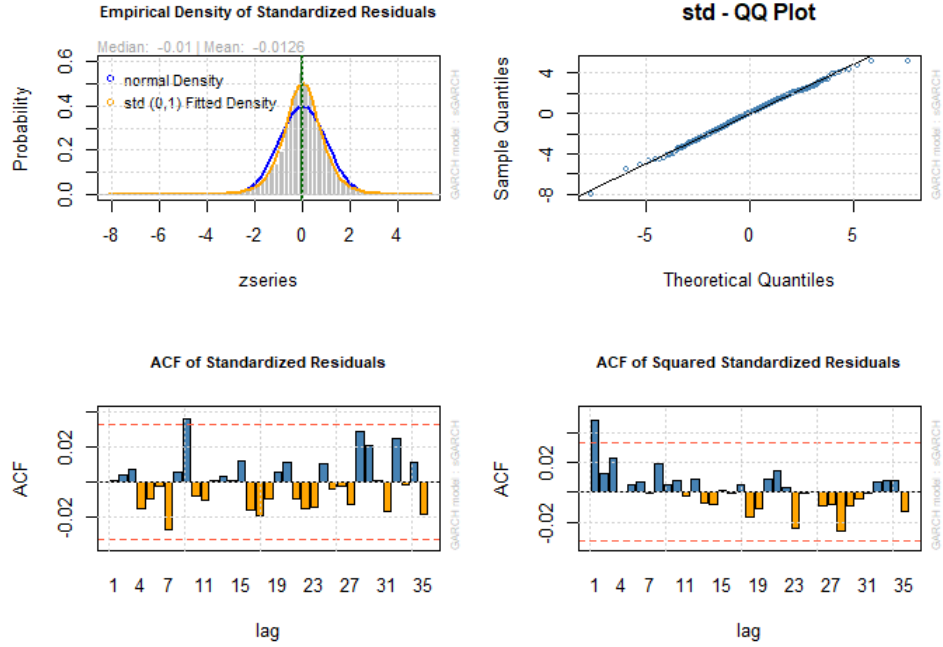 Empirical Density of Standardized Residuals
Median: -0.01 | Mean: -0.0126
normal Density
std (0,1) Fitted Density
Probability
0.0 0.2 0.4 0.6
-8 -6 -4 -2 0 2 4
zseries
GARCH model : sGARCH
std - QQ Plot
Sample Quantiles
-8 -4 0 4
-5 0 5
Theoretical Quantiles
GARCH model : sGARCH
ACF of Standardized Residuals
ACF
-0.02 0.02
1 4 7 11 15 19 23 27 31 35
lag
GARCH model : sGARCH
ACF of Squared Standardized Residuals
ACF
-0.02 0.02
1 4 7 11 15 19 23 27 31 35
lag
GARCH model : sGARCH